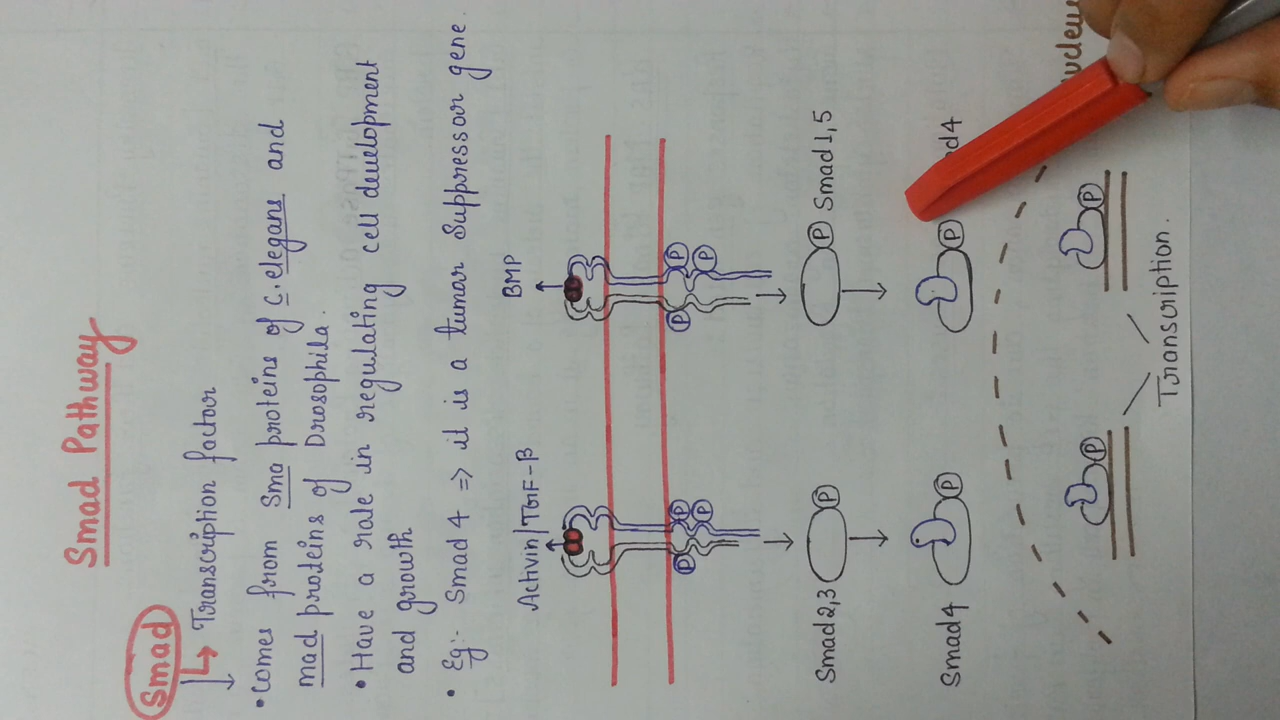 Smad Pathway
Smad
Transcription factor
• Comes from Sma proteins of C.elegans and
mad proteins of Drosophila.
• Have a role in regulating cell development
and growth
• Eg:- Smad 4 => it is a tumor suppressor gene.
Activin/TGF-B
BMP
P P P
P P P
Smad 2,3 P
P Smad 1,5
Smad 4 P
P
P
P
Transcription.